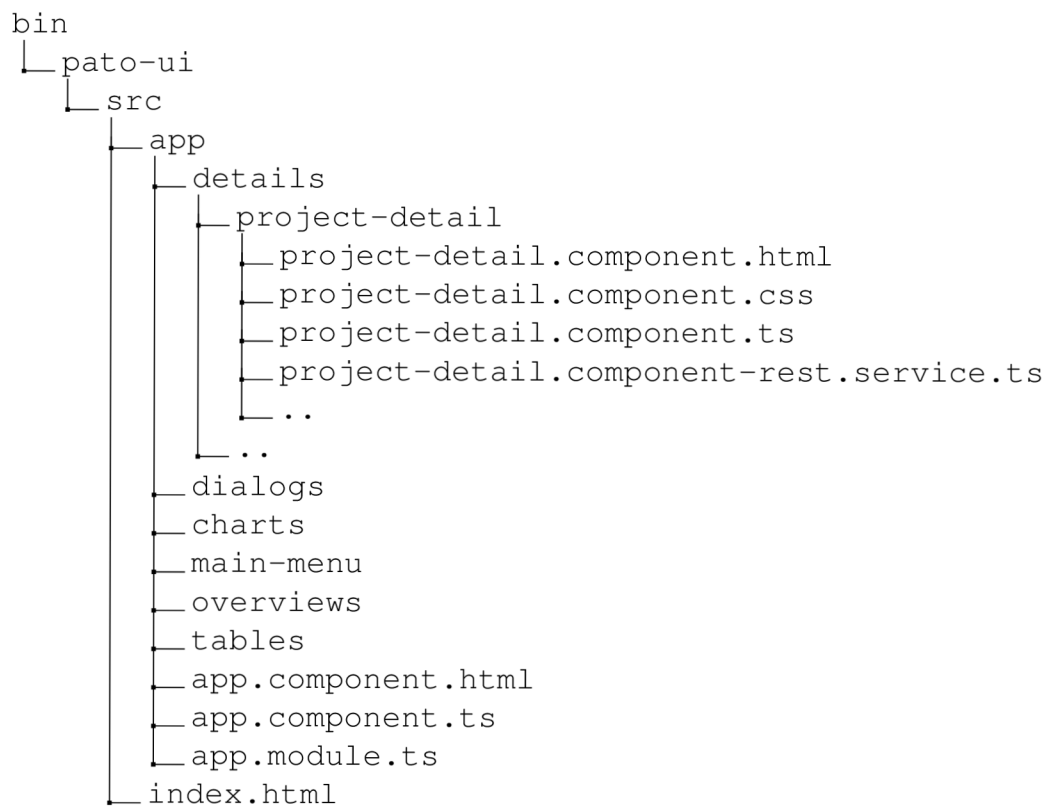 bin
pato-ui
src
app
details
project-detail
project-detail.component.html
project-detail.component.css
project-detail.component.ts
project-detail.component-rest.service.ts
..
..
dialogs
charts
main-menu
overviews
tables
app.component.html
app.component.ts
app.module.ts
index.html